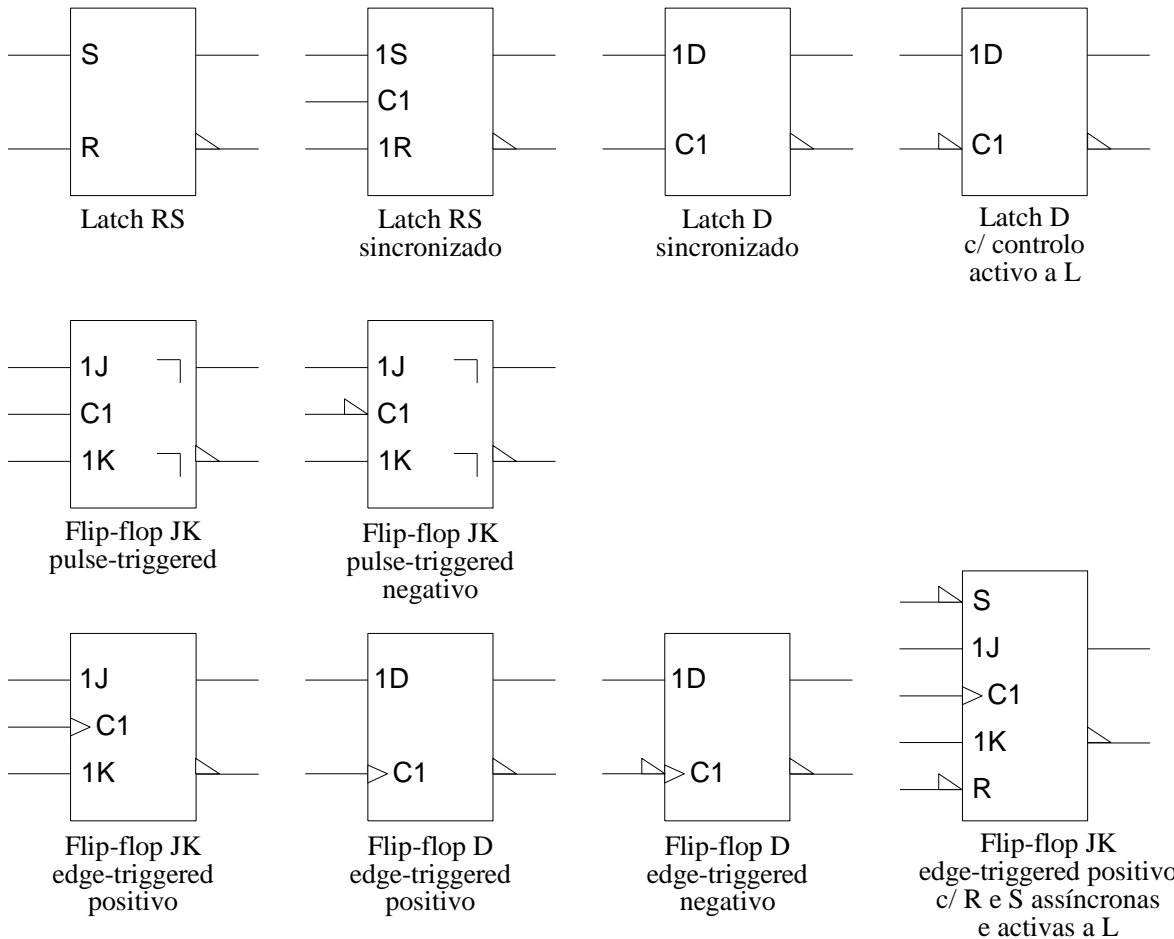 S
R
Latch RS
1S
C1
1R
Latch RS
sincronizado
1D
C1
Latch D
sincronizado
1D
C1
Latch D
c/ controlo
activo a L
1J
C1
1K
Flip-flop JK
pulse-triggered
1J
C1
1K
Flip-flop JK
pulse-triggered
negativo
1J
C1
1K
Flip-flop JK
edge-triggered
positivo
1D
C1
Flip-flop D
edge-triggered
positivo
1D
C1
Flip-flop D
edge-triggered
negativo
S
1J
C1
1K
R
Flip-flop JK
edge-triggered positivo
c/ R e S assíncronas
e activas a L